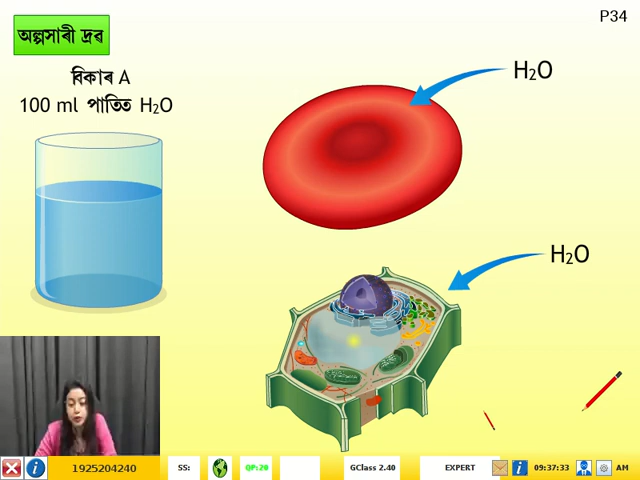 P34
অল্পসাৰী দ্ৰৱ
বিকাৰ A
100 ml পাতিত H₂O
H₂O
H₂O
1925204240
SS:
QP:20
GClass 2.40
EXPERT
09:37:33
AM